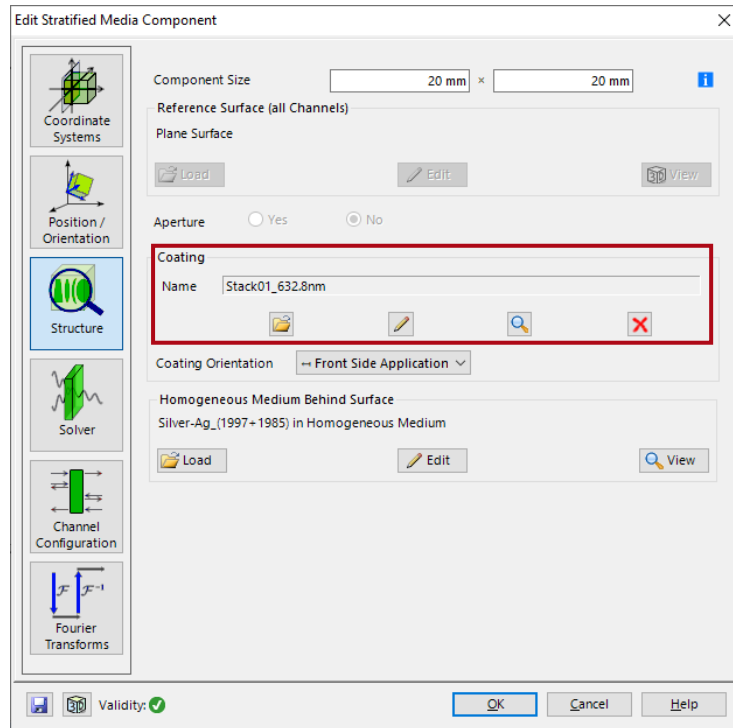 Edit Stratified Media Component
Coordinate
Systems
Position /
Orientation
Structure
Solver
Channel
Configuration
F F⁻¹
Fourier
Transforms
Component Size 20 mm × 20 mm
Reference Surface (all Channels)
Plane Surface
Load Edit 3D View
Aperture Yes No
Coating
Name Stack01_632.8nm
Coating Orientation Front Side Application
Homogeneous Medium Behind Surface
Silver-Ag_(1997+1985) in Homogeneous Medium
Load Edit View
3D Validity: OK Cancel Help